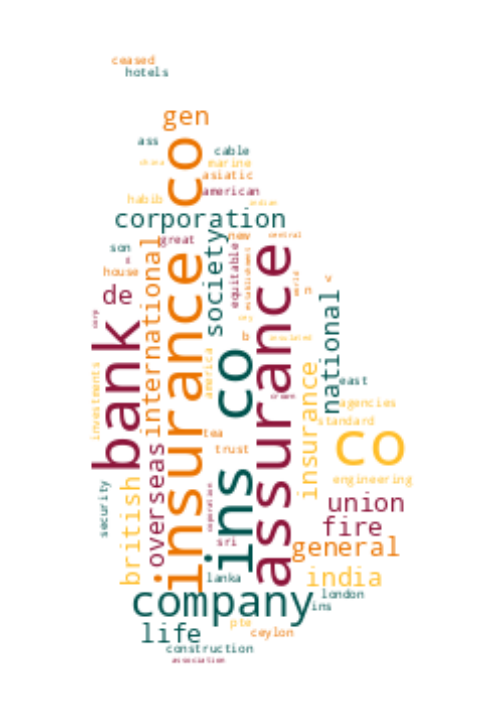 ceased
hotels
gen
ass
cable
china
marine
asiatic
american
habib
indian
corporation
co
great
new
central
society
son
house
equitable
establishment
de
international
insurance
assurance
world
n
v
national
corp
bank
b
insulated
ins co
america
investments
insurance
east
crown
agencies
standard
co
tea
trust
overseas
engineering
security
british
corporation
union
fire
sri
general
lanka
india
company
london
ins
life
pte
ceylon
construction
association